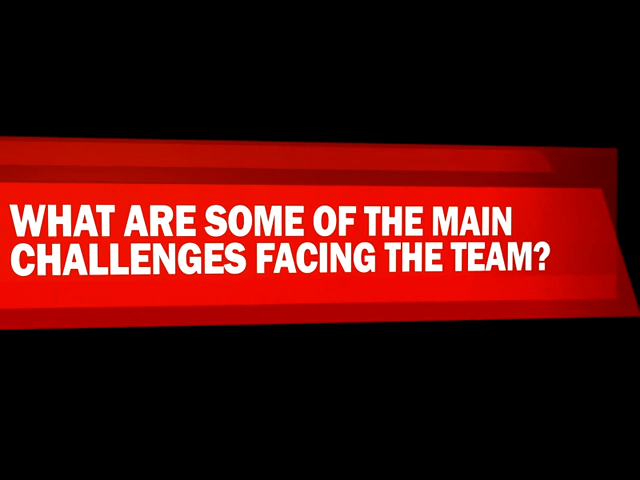 WHAT ARE SOME OF THE MAIN
CHALLENGES FACING THE TEAM?